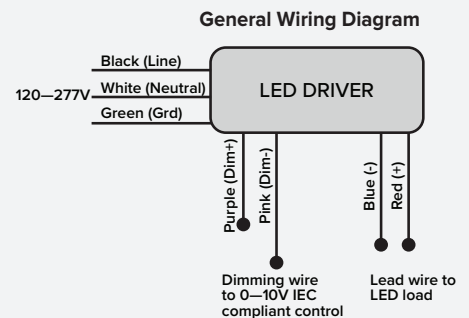 General Wiring Diagram
Black (Line)
120—277V White (Neutral)
Green (Grd)
LED DRIVER
Purple (Dim+)
Pink (Dim-)
Blue (-)
Red (+)
Dimming wire
to 0—10V IEC
compliant control
Lead wire to
LED load